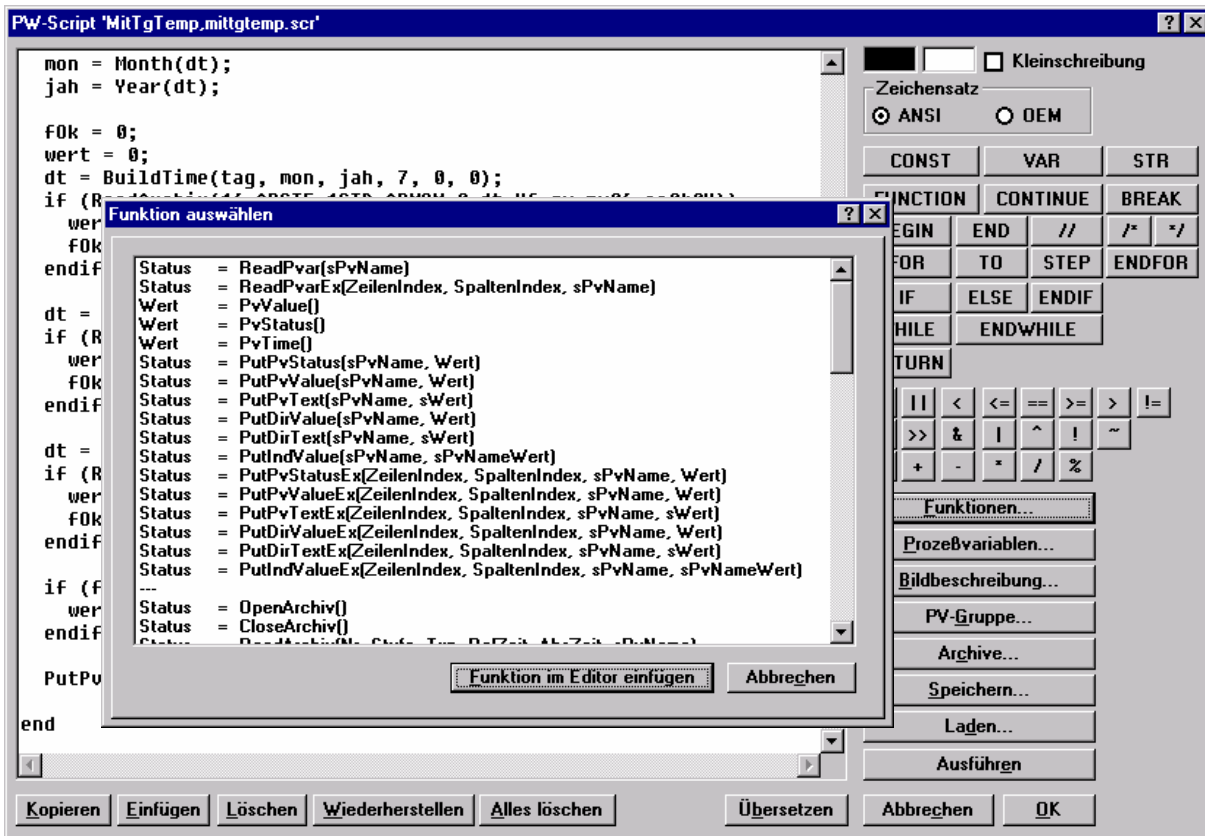 PW-Script 'MitTgTemp,mittgtemp.scr'
mon = Month(dt);
jah = Year(dt);
fOk = 0;
wert = 0;
dt = BuildTime(tag, mon, jah, 7, 0, 0);
if (R
wer
fOk
endif
dt =
if (R
wer
fOk
endif
dt =
if (R
wer
fOk
endif
if (f
wer
endif
PutPv
end
Funktion auswählen
Status = ReadPvar(sPvName)
Status = ReadPvarEx(ZeilenIndex, SpaltenIndex, sPvName)
Wert = PvValue()
Wert = PvStatus()
Wert = PvTime()
Status = PutPvStatus(sPvName, Wert)
Status = PutPvValue(sPvName, Wert)
Status = PutPvText(sPvName, sWert)
Status = PutDirValue(sPvName, Wert)
Status = PutDirText(sPvName, sWert)
Status = PutIndValue(sPvName, sPvNameWert)
Status = PutPvStatusEx(ZeilenIndex, SpaltenIndex, sPvName, Wert)
Status = PutPvValueEx(ZeilenIndex, SpaltenIndex, sPvName, Wert)
Status = PutPvTextEx(ZeilenIndex, SpaltenIndex, sPvName, sWert)
Status = PutDirValueEx(ZeilenIndex, SpaltenIndex, sPvName, Wert)
Status = PutDirTextEx(ZeilenIndex, SpaltenIndex, sPvName, sWert)
Status = PutIndValueEx(ZeilenIndex, SpaltenIndex, sPvName, sPvNameWert)
---
Status = OpenArchiv()
Status = CloseArchiv()
Funktion im Editor einfügen Abbrechen
Kleinschreibung
Zeichensatz
ANSI OEM
CONST VAR STR
UNCTION CONTINUE BREAK
EGIN END // /* */
FOR TO STEP ENDFOR
IF ELSE ENDIF
HILE ENDWHILE
TURN
|| < <= == >= > !=
>> & | ^ ! ~
+ - * / %
Funktionen...
Prozeßvariablen...
Bildbeschreibung...
PV-Gruppe...
Archive...
Speichern...
Laden...
Ausführen
Kopieren Einfügen Löschen Wiederherstellen Alles löschen Übersetzen Abbrechen OK